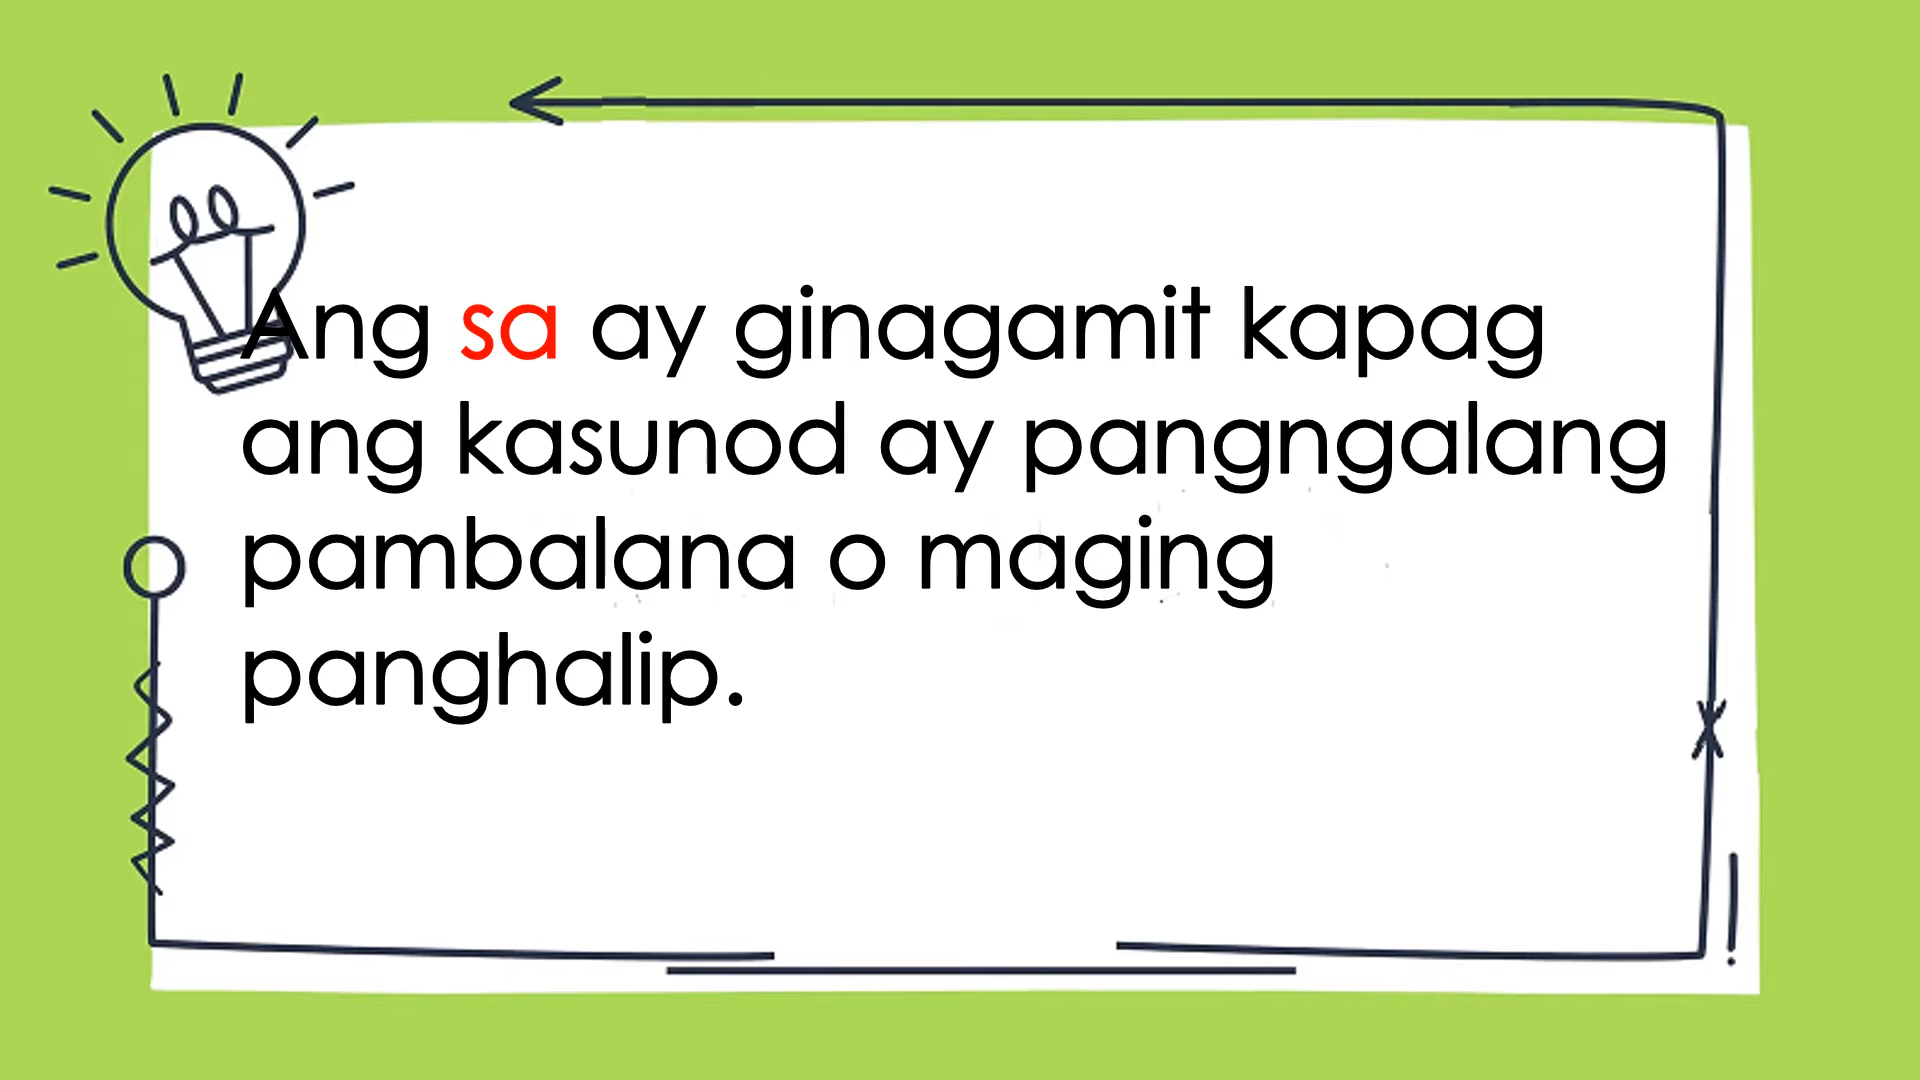 Ang sa ay ginagamit kapag
ang kasunod ay pangngalang
pambalana o maging
panghalip.